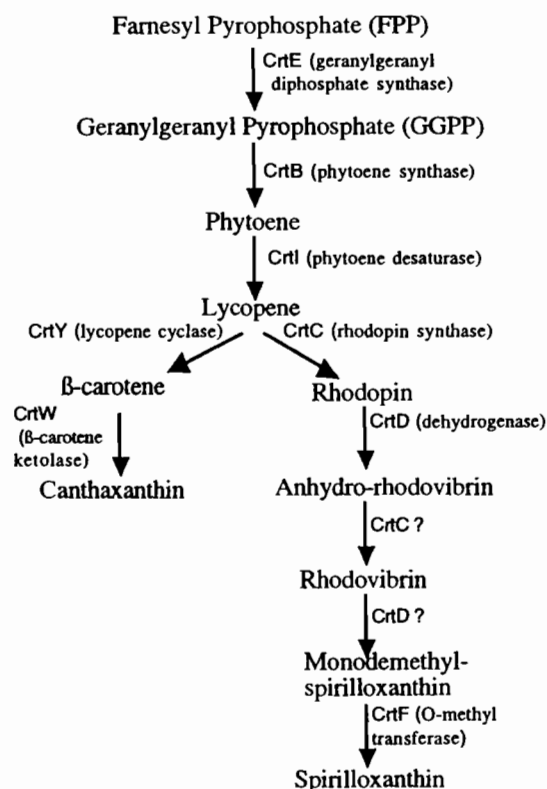 Farnesyl Pyrophosphate (FPP)
CrtE (geranylgeranyl
diphosphate synthase)
Geranylgeranyl Pyrophosphate (GGPP)
CrtB (phytoene synthase)
Phytoene
CrtI (phytoene desaturase)
Lycopene
CrtY (lycopene cyclase)
CrtC (rhodopin synthase)
ß-carotene
Rhodopin
CrtW
(ß-carotene
ketolase)
CrtD (dehydrogenase)
Canthaxanthin
Anhydro-rhodovibrin
CrtC ?
Rhodovibrin
CrtD ?
Monodemethyl-
spirilloxanthin
CrtF (O-methyl
transferase)
Spirilloxanthin